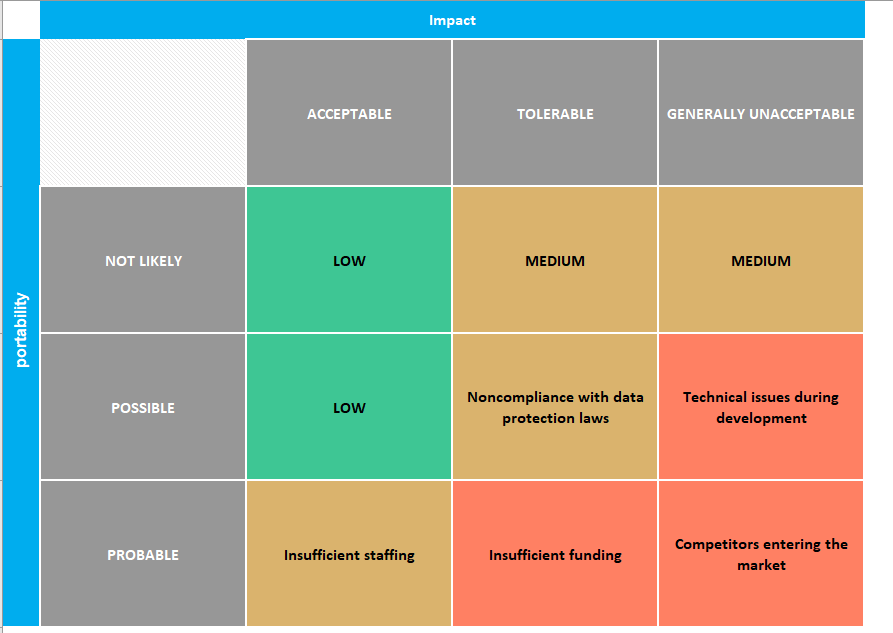 Impact
ACCEPTABLE
TOLERABLE
GENERALLY UNACCEPTABLE
portability
NOT LIKELY
LOW
MEDIUM
MEDIUM
POSSIBLE
LOW
Noncompliance with data
protection laws
Technical issues during
development
PROBABLE
Insufficient staffing
Insufficient funding
Competitors entering the
market